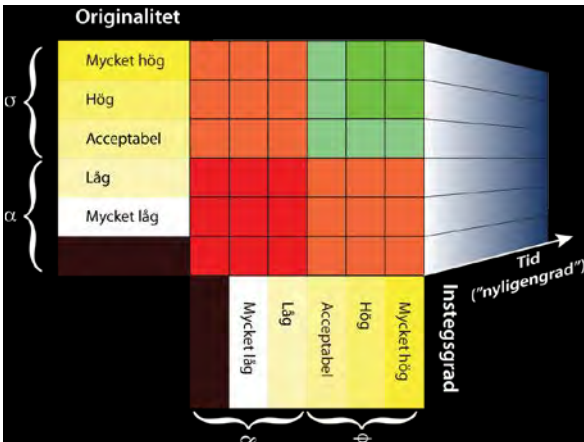 Originalitet
Mycket hög
Hög
Acceptabel
Låg
Mycket låg
σ
α
Mycket låg
Låg
Acceptabel
Hög
Mycket hög
Instegsgrad
Tid
("nyligengrad")
α
φ